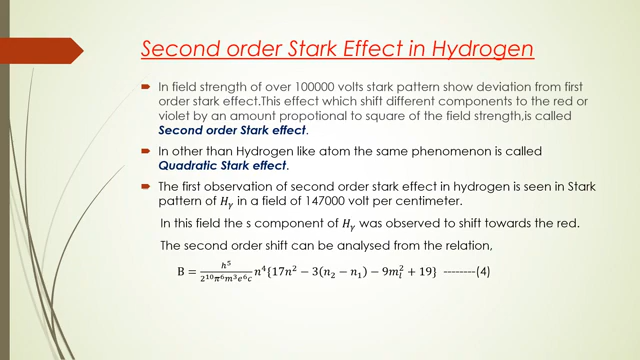 Second order Stark Effect in Hydrogen
In field strength of over 100000 volts stark pattern show deviation from first
order stark effect.This effect which shift different components to the red or
violet by an amount propotional to square of the field strength,is called
Second order Stark effect.
In other than Hydrogen like atom the same phenomenon is called
Quadratic Stark effect.
The first observation of second order stark effect in hydrogen is seen in Stark
pattern of Hᵧ in a field of 147000 volt per centimeter.
In this field the s component of Hᵧ was observed to shift towards the red.
The second order shift can be analysed from the relation,
B = h⁵/(2¹⁰π⁶m³e⁶c) n⁴{17n² − 3(n₂ − n₁) − 9mₗ² + 19} --------(4)